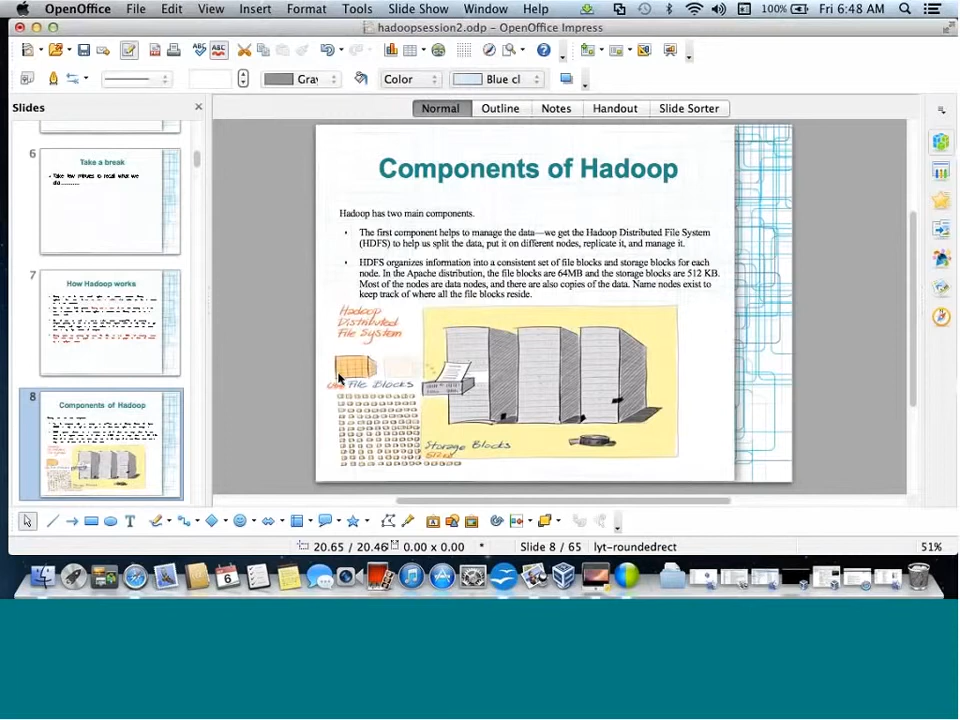 OpenOffice File Edit View Insert Format Tools Slide Show Window Help 100% Fri 6:48 AM
hadoopsession2.odp - OpenOffice Impress
Color Blue cl
Slides
Normal Outline Notes Handout Slide Sorter
6
Take a break
7
How Hadoop works
8
Components of Hadoop
Components of Hadoop
Hadoop has two main components.
• The first component helps to manage the data—we get the Hadoop Distributed File System
(HDFS) to help us split the data, put it on different nodes, replicate it, and manage it.
• HDFS organizes information into a consistent set of file blocks and storage blocks for each
node. In the Apache distribution, the file blocks are 64MB and the storage blocks are 512 KB.
Most of the nodes are data nodes, and there are also copies of the data. Name nodes exist to
keep track of where all the file blocks reside.
Hadoop
Distributed
File System
File Blocks
Storage Blocks
20.65 / 20.46 0.00 x 0.00 * Slide 8 / 65 lyt-roundedrect 51%
6